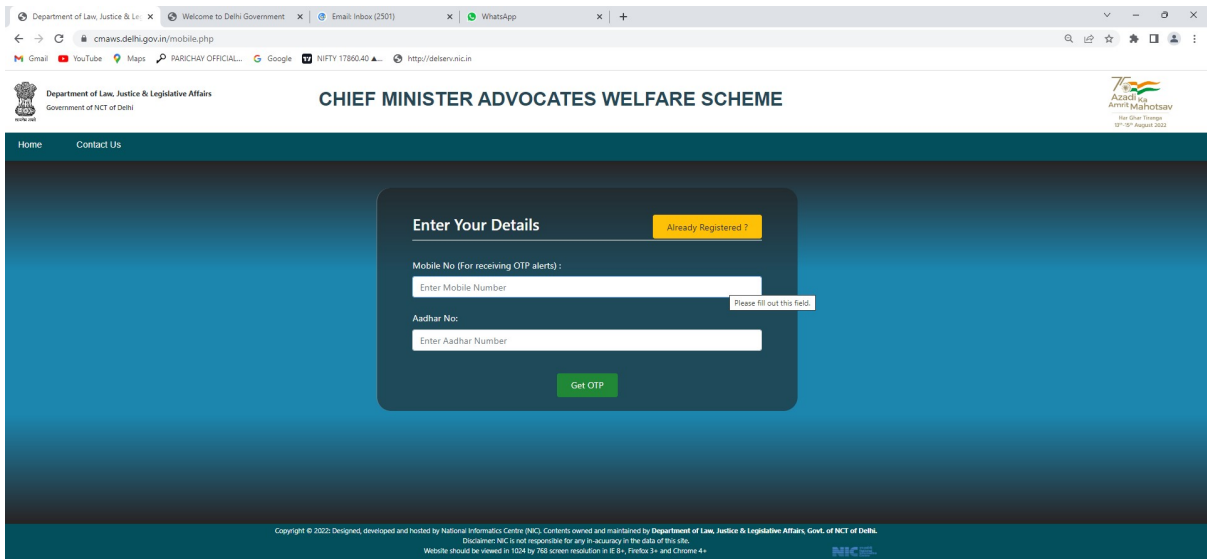 Department of Law, Justice & Le
Welcome to Delhi Government
Email: Inbox (2501)
WhatsApp
cmaws.delhi.gov.in/mobile.php
Gmail
YouTube
Maps
PARICHAY OFFICIAL...
Google
NIFTY 17860.40 ▲...
http://delserv.nic.in
Department of Law, Justice & Legislative Affairs
Government of NCT of Delhi
CHIEF MINISTER ADVOCATES WELFARE SCHEME
Azadi Ka
Amrit Mahotsav
Har Ghar Tiranga
13th-15th August 2022
Home
Contact Us
Enter Your Details
Already Registered ?
Mobile No (For receiving OTP alerts) :
Enter Mobile Number
Please fill out this field.
Aadhar No:
Enter Aadhar Number
Get OTP
Copyright © 2022: Designed, developed and hosted by National Informatics Centre (NIC). Contents owned and maintained by Department of Law, Justice & Legislative Affairs, Govt. of NCT of Delhi.
Disclaimer: NIC is not responsible for any in-acuuracy in the data of this site.
Website should be viewed in 1024 by 768 screen resolution in IE 8+, Firefox 3+ and Chrome 4+
NIC